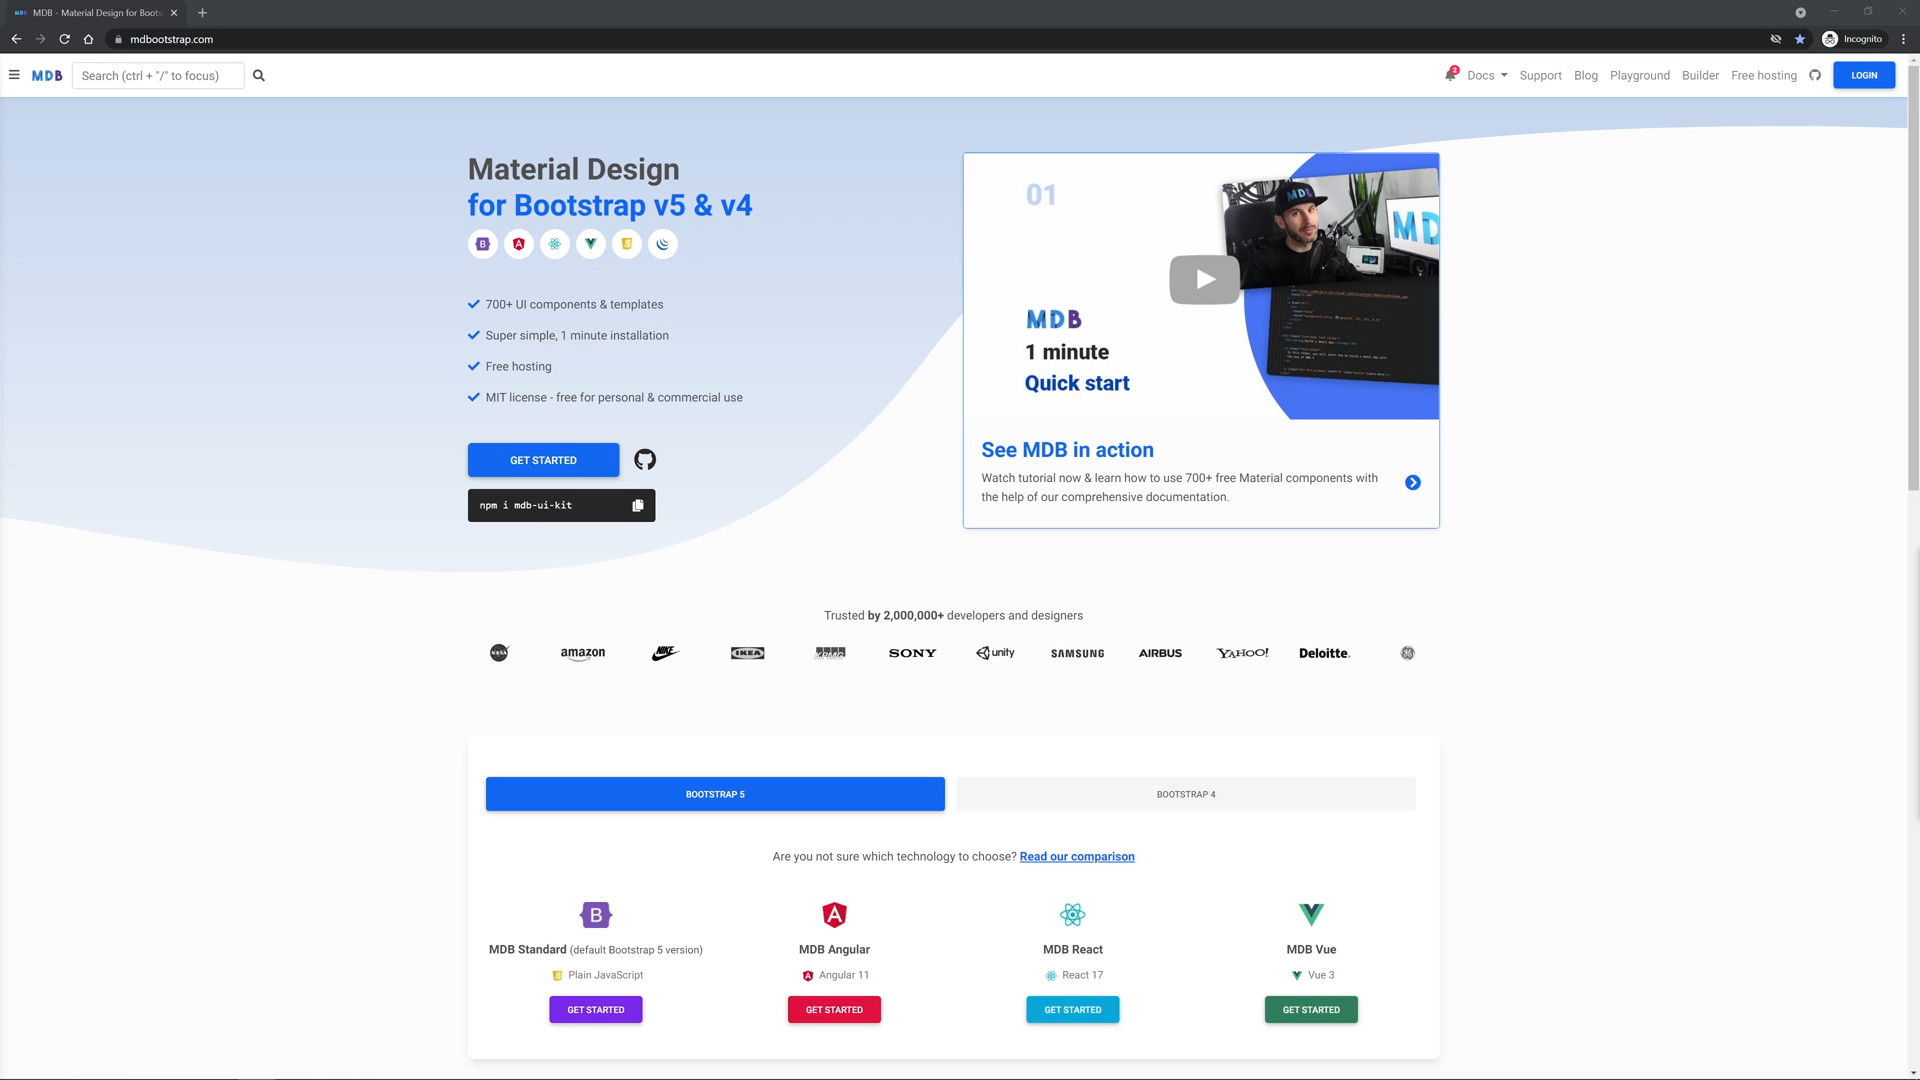 MDB - Material Design for Boots
mdbootstrap.com
Incognito
MDB
Search (ctrl + "/" to focus)
2
Docs
Support
Blog
Playground
Builder
Free hosting
LOGIN
Material Design
for Bootstrap v5 & v4
700+ UI components & templates
Super simple, 1 minute installation
Free hosting
MIT license - free for personal & commercial use
GET STARTED
npm i mdb-ui-kit
01
MDB
MD
MDB
1 minute
Quick start
See MDB in action
Watch tutorial now & learn how to use 700+ free Material components with
the help of our comprehensive documentation.
Trusted by 2,000,000+ developers and designers
NASA
amazon
NIKE
IKEA
KPMG
SONY
unity
SAMSUNG
AIRBUS
YAHOO!
Deloitte.
BOOTSTRAP 5
BOOTSTRAP 4
Are you not sure which technology to choose? Read our comparison
MDB Standard (default Bootstrap 5 version)
Plain JavaScript
GET STARTED
MDB Angular
Angular 11
GET STARTED
MDB React
React 17
GET STARTED
MDB Vue
Vue 3
GET STARTED